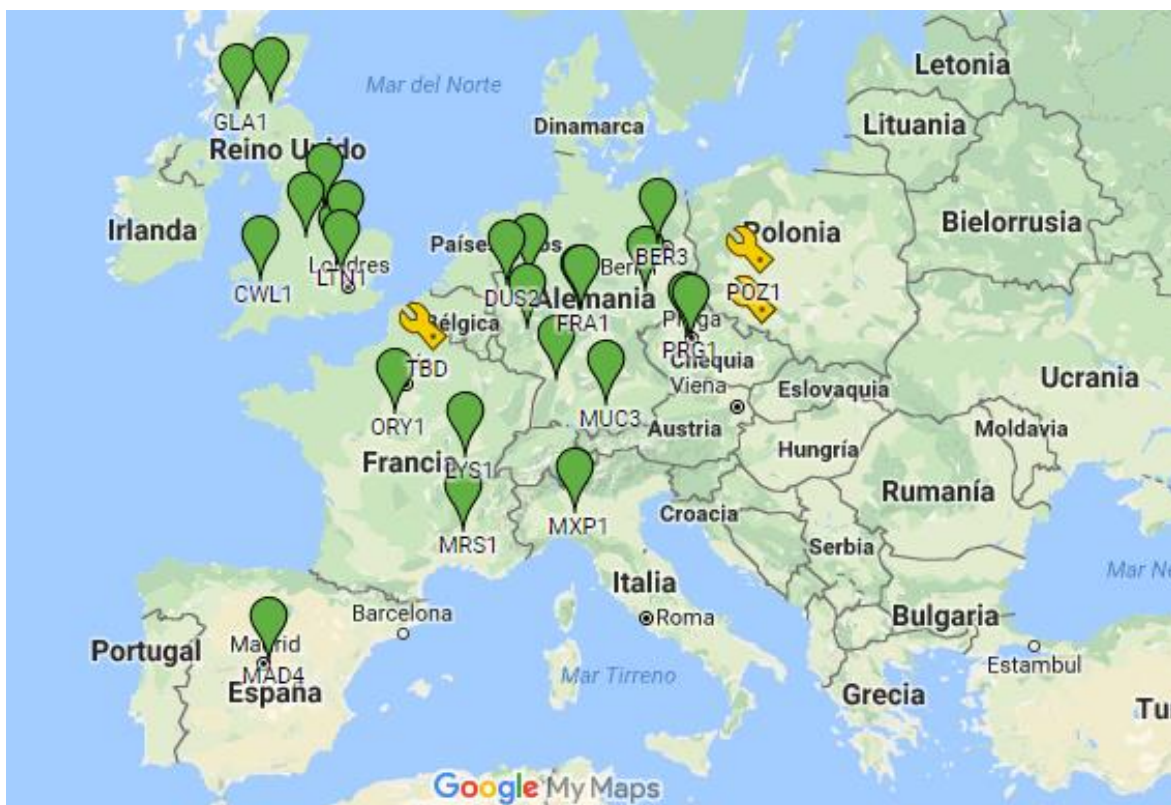 Letonia
Mar del Norte
GLA1
Dinamarca
Lituania
Reino Unido
Irlanda
Bielorrusia
Polonia
BER3
Londres
LTN1
CWL1
DUS2
Alemania
POZ1
FRA1
Bélgica
PRG1
Chequia
TBD
Viena
Eslovaquia
Ucrania
ORY1
MUC3
Austria
Moldavia
Hungría
Francia
LYS1
Rumanía
MXP1
Croacia
MRS1
Serbia
Italia
Barcelona
Roma
Bulgaria
Portugal
Madrid
MAD4
Estambul
España
Mar Tirreno
Grecia
Google My Maps